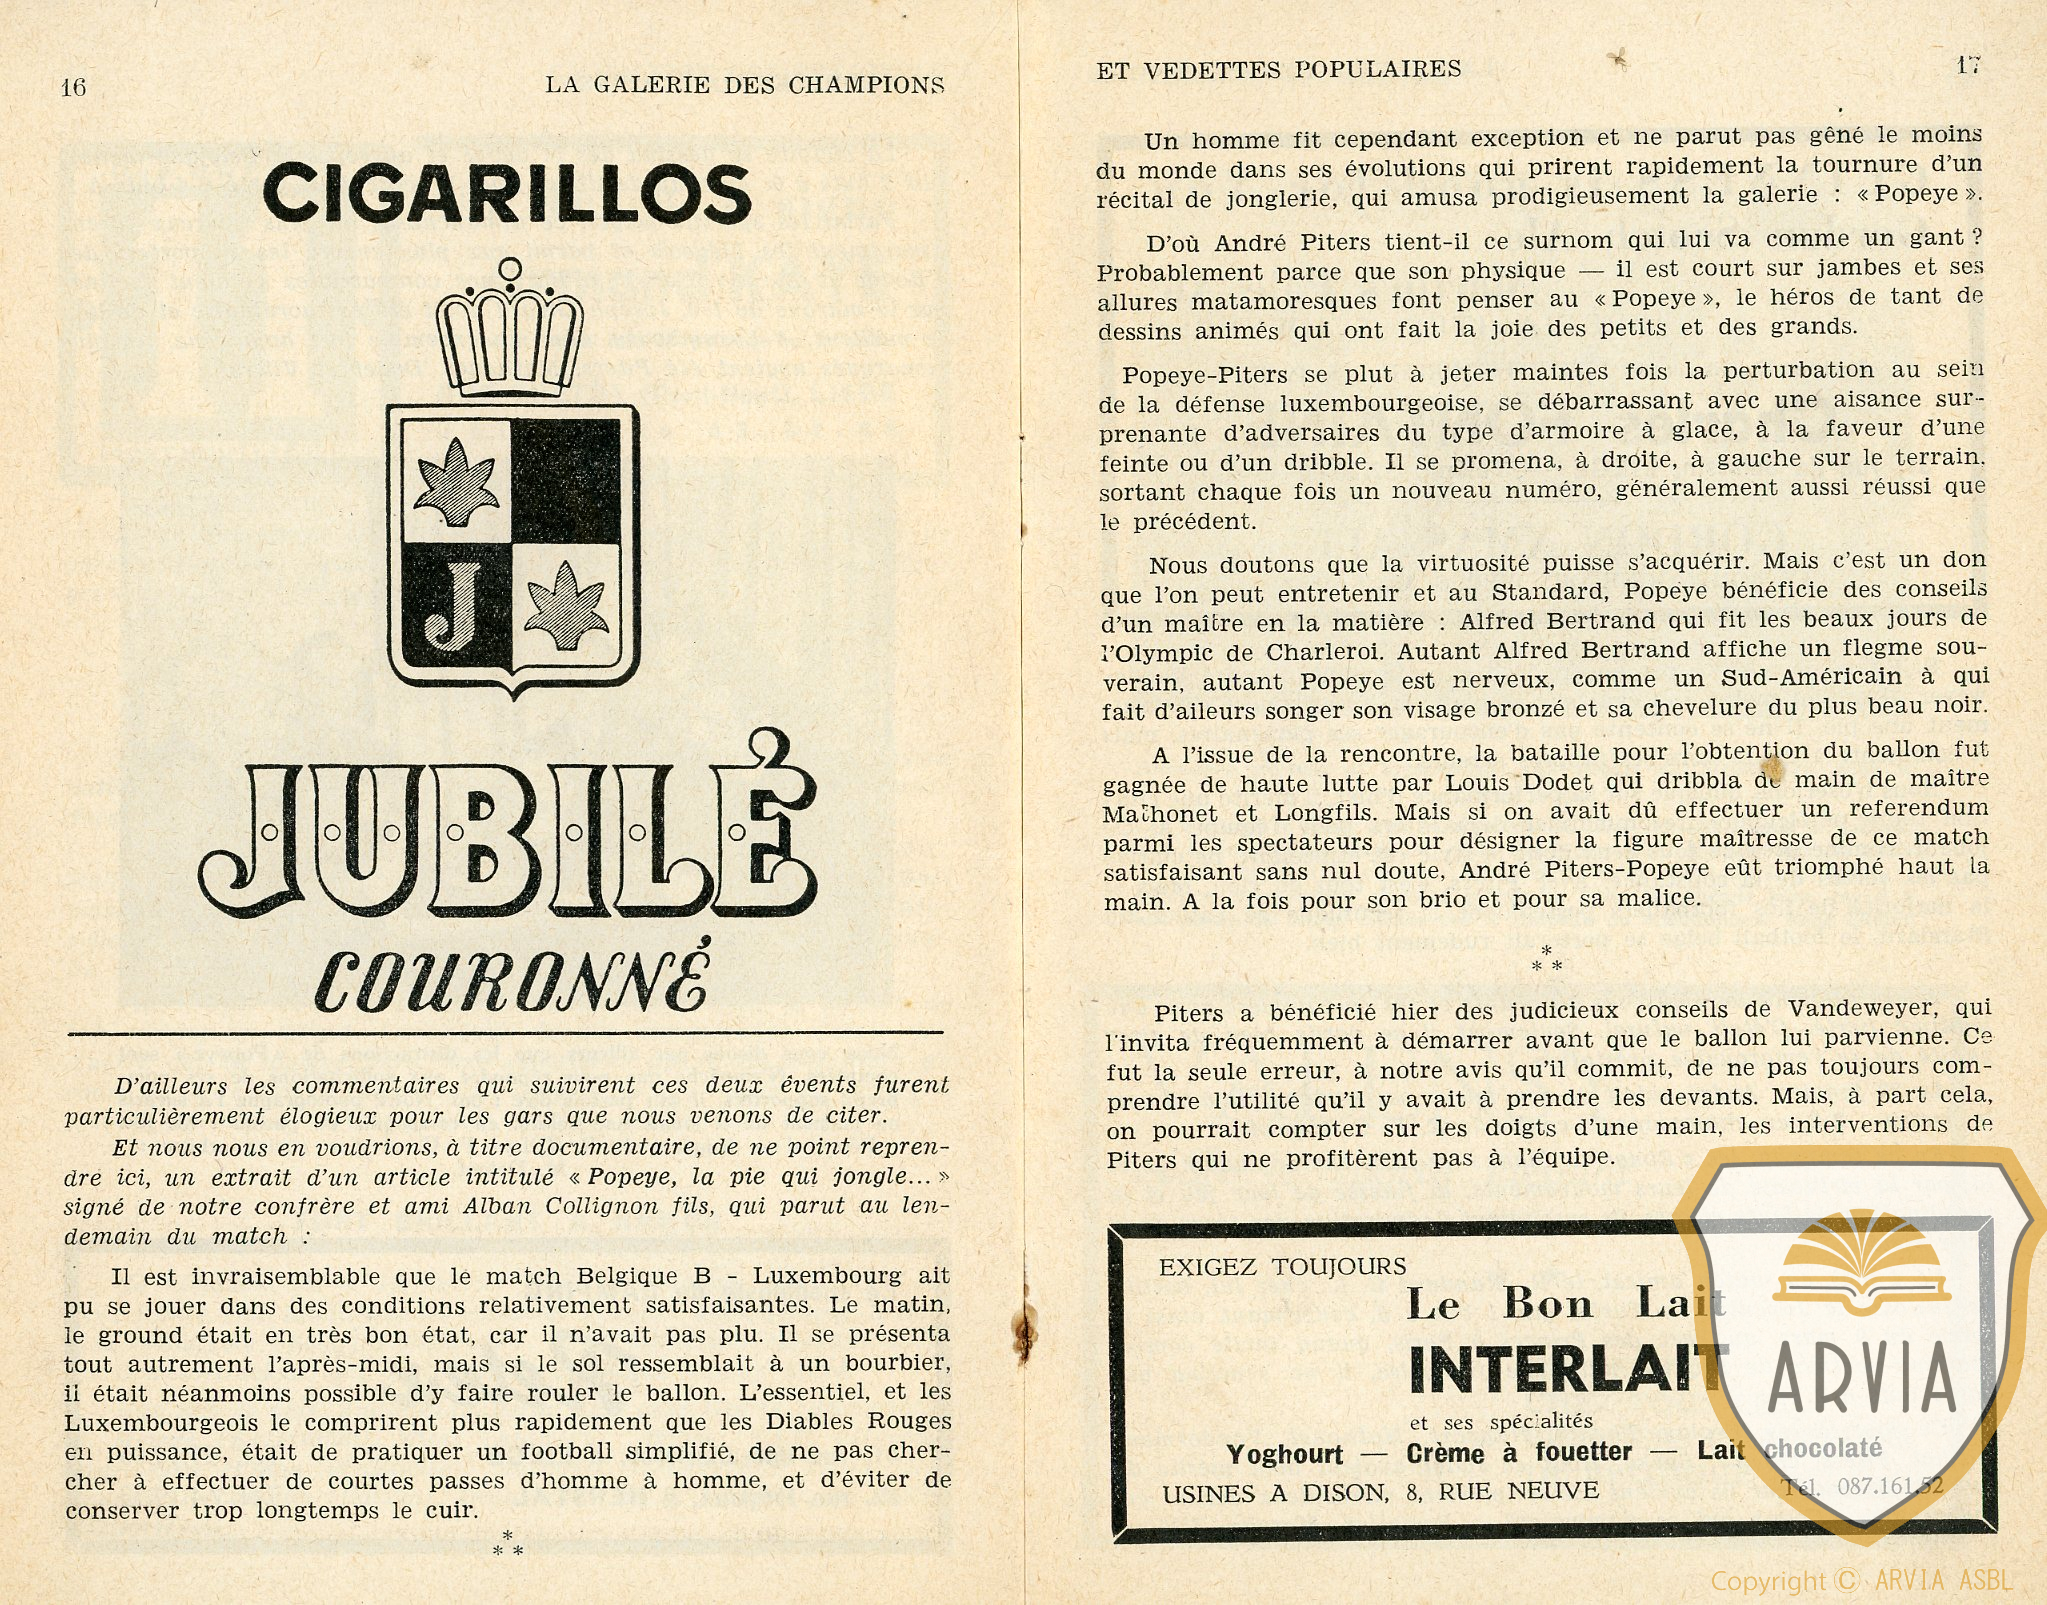 16
LA GALERIE DES CHAMPIONS
CIGARILLOS
J
JUBILÉ
COURONNÉ
D'ailleurs les commentaires qui suivirent ces deux évents furent
particulièrement élogieux pour les gars que nous venons de citer.
Et nous nous en voudrions, à titre documentaire, de ne point repren-
dre ici, un extrait d'un article intitulé « Popeye, la pie qui jongle... »
signé de notre confrère et ami Alban Collignon fils, qui parut au len-
demain du match :
Il est invraisemblable que le match Belgique B - Luxembourg ait
pu se jouer dans des conditions relativement satisfaisantes. Le matin,
le ground était en très bon état, car il n'avait pas plu. Il se présenta
tout autrement l'après-midi, mais si le sol ressemblait à un bourbier,
il était néanmoins possible d'y faire rouler le ballon. L'essentiel, et les
Luxembourgeois le comprirent plus rapidement que les Diables Rouges
en puissance, était de pratiquer un football simplifié, de ne pas cher-
cher à effectuer de courtes passes d'homme à homme, et d'éviter de
conserver trop longtemps le cuir.
*
* *
ET VEDETTES POPULAIRES
17
Un homme fit cependant exception et ne parut pas gêné le moins
du monde dans ses évolutions qui prirent rapidement la tournure d'un
récital de jonglerie, qui amusa prodigieusement la galerie : « Popeye ».
D'où André Piters tient-il ce surnom qui lui va comme un gant ?
Probablement parce que son physique — il est court sur jambes et ses
allures matamoresques font penser au « Popeye », le héros de tant de
dessins animés qui ont fait la joie des petits et des grands.
Popeye-Piters se plut à jeter maintes fois la perturbation au sein
de la défense luxembourgeoise, se débarrassant avec une aisance sur-
prenante d'adversaires du type d'armoire à glace, à la faveur d'une
feinte ou d'un dribble. Il se promena, à droite, à gauche sur le terrain.
sortant chaque fois un nouveau numéro, généralement aussi réussi que
le précédent.
Nous doutons que la virtuosité puisse s'acquérir. Mais c'est un don
que l'on peut entretenir et au Standard, Popeye bénéficie des conseils
d'un maître en la matière : Alfred Bertrand qui fit les beaux jours de
l'Olympic de Charleroi. Autant Alfred Bertrand affiche un flegme sou-
verain, autant Popeye est nerveux, comme un Sud-Américain à qui
fait d'aileurs songer son visage bronzé et sa chevelure du plus beau noir.
A l'issue de la rencontre, la bataille pour l'obtention du ballon fut
gagnée de haute lutte par Louis Dodet qui dribbla de main de maître
Mathonet et Longfils. Mais si on avait dû effectuer un referendum
parmi les spectateurs pour désigner la figure maîtresse de ce match
satisfaisant sans nul doute, André Piters-Popeye eût triomphé haut la
main. A la fois pour son brio et pour sa malice.
*
* *
Piters a bénéficié hier des judicieux conseils de Vandeweyer, qui
l'invita fréquemment à démarrer avant que le ballon lui parvienne. Ce
fut la seule erreur, à notre avis qu'il commit, de ne pas toujours com-
prendre l'utilité qu'il y avait à prendre les devants. Mais, à part cela,
on pourrait compter sur les doigts d'une main, les interventions de
Piters qui ne profitèrent pas à l'équipe.
EXIGEZ TOUJOURS
Le Bon Lait
INTERLAIT
et ses spécialités
Yoghourt — Crème à fouetter — Lait chocolaté
USINES A DISON, 8, RUE NEUVE Tél. 087.161.52
ARVIA
Copyright © ARVIA ASBL